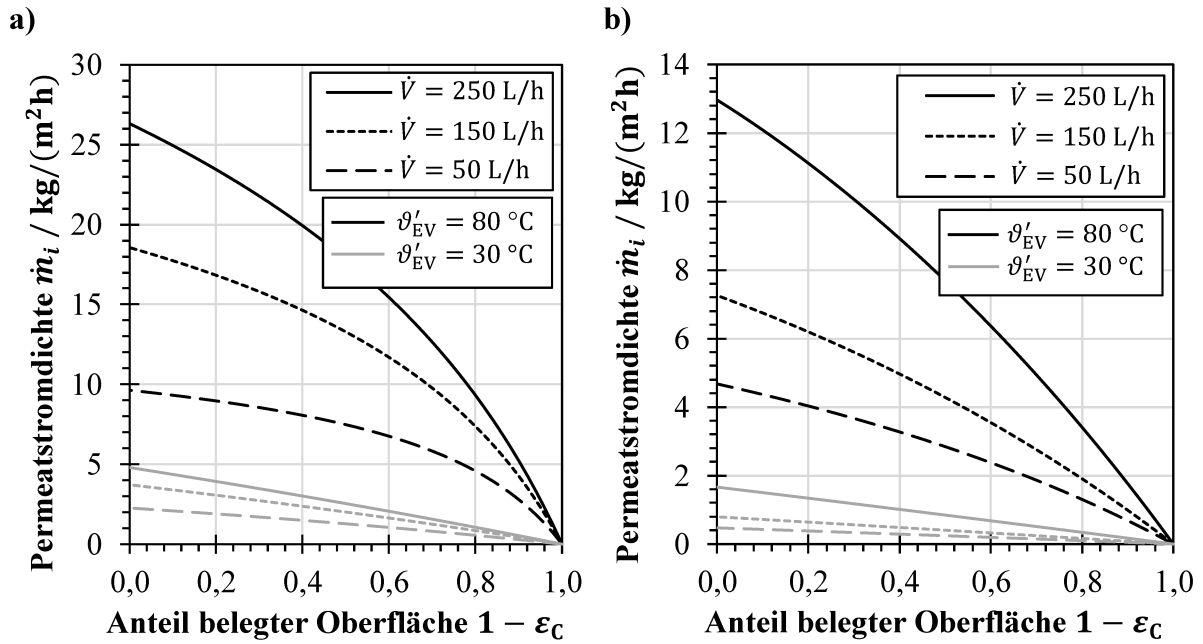 a)
Permeatstromdichte ṁᵢ / kg/(m²h)
30
25
20
15
10
5
0
V̇ = 250 L/h
V̇ = 150 L/h
V̇ = 50 L/h
ϑ′EV = 80 °C
ϑ′EV = 30 °C
0,0 0,2 0,4 0,6 0,8 1,0
Anteil belegter Oberfläche 1 − εC
b)
Permeatstromdichte ṁᵢ / kg/(m²h)
14
12
10
8
6
4
2
0
V̇ = 250 L/h
V̇ = 150 L/h
V̇ = 50 L/h
ϑ′EV = 80 °C
ϑ′EV = 30 °C
0,0 0,2 0,4 0,6 0,8 1,0
Anteil belegter Oberfläche 1 − εC